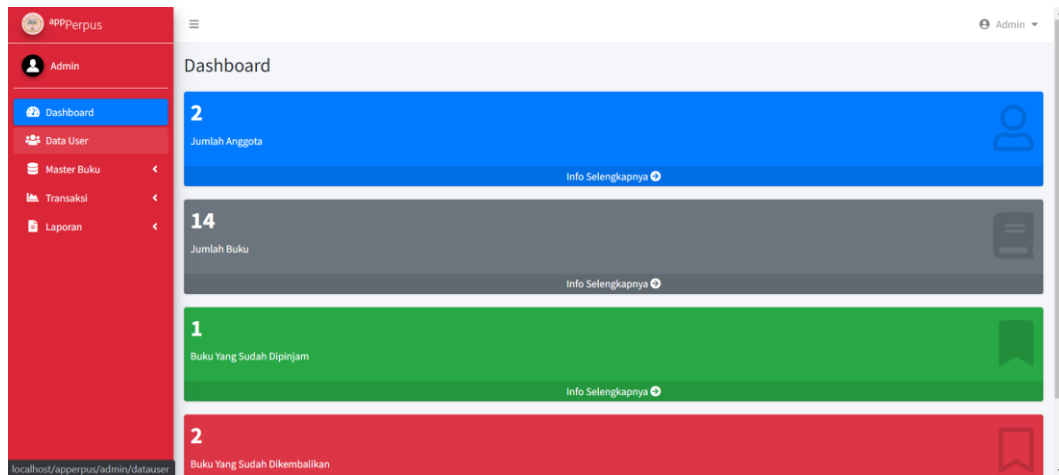 appPerpus
Admin
Admin
Dashboard
Data User
Master Buku
Transaksi
Laporan
Dashboard
2
Jumlah Anggota
Info Selengkapnya
14
Jumlah Buku
Info Selengkapnya
1
Buku Yang Sudah Dipinjam
Info Selengkapnya
2
Buku Yang Sudah Dikembalikan
localhost/apperpus/admin/datauser